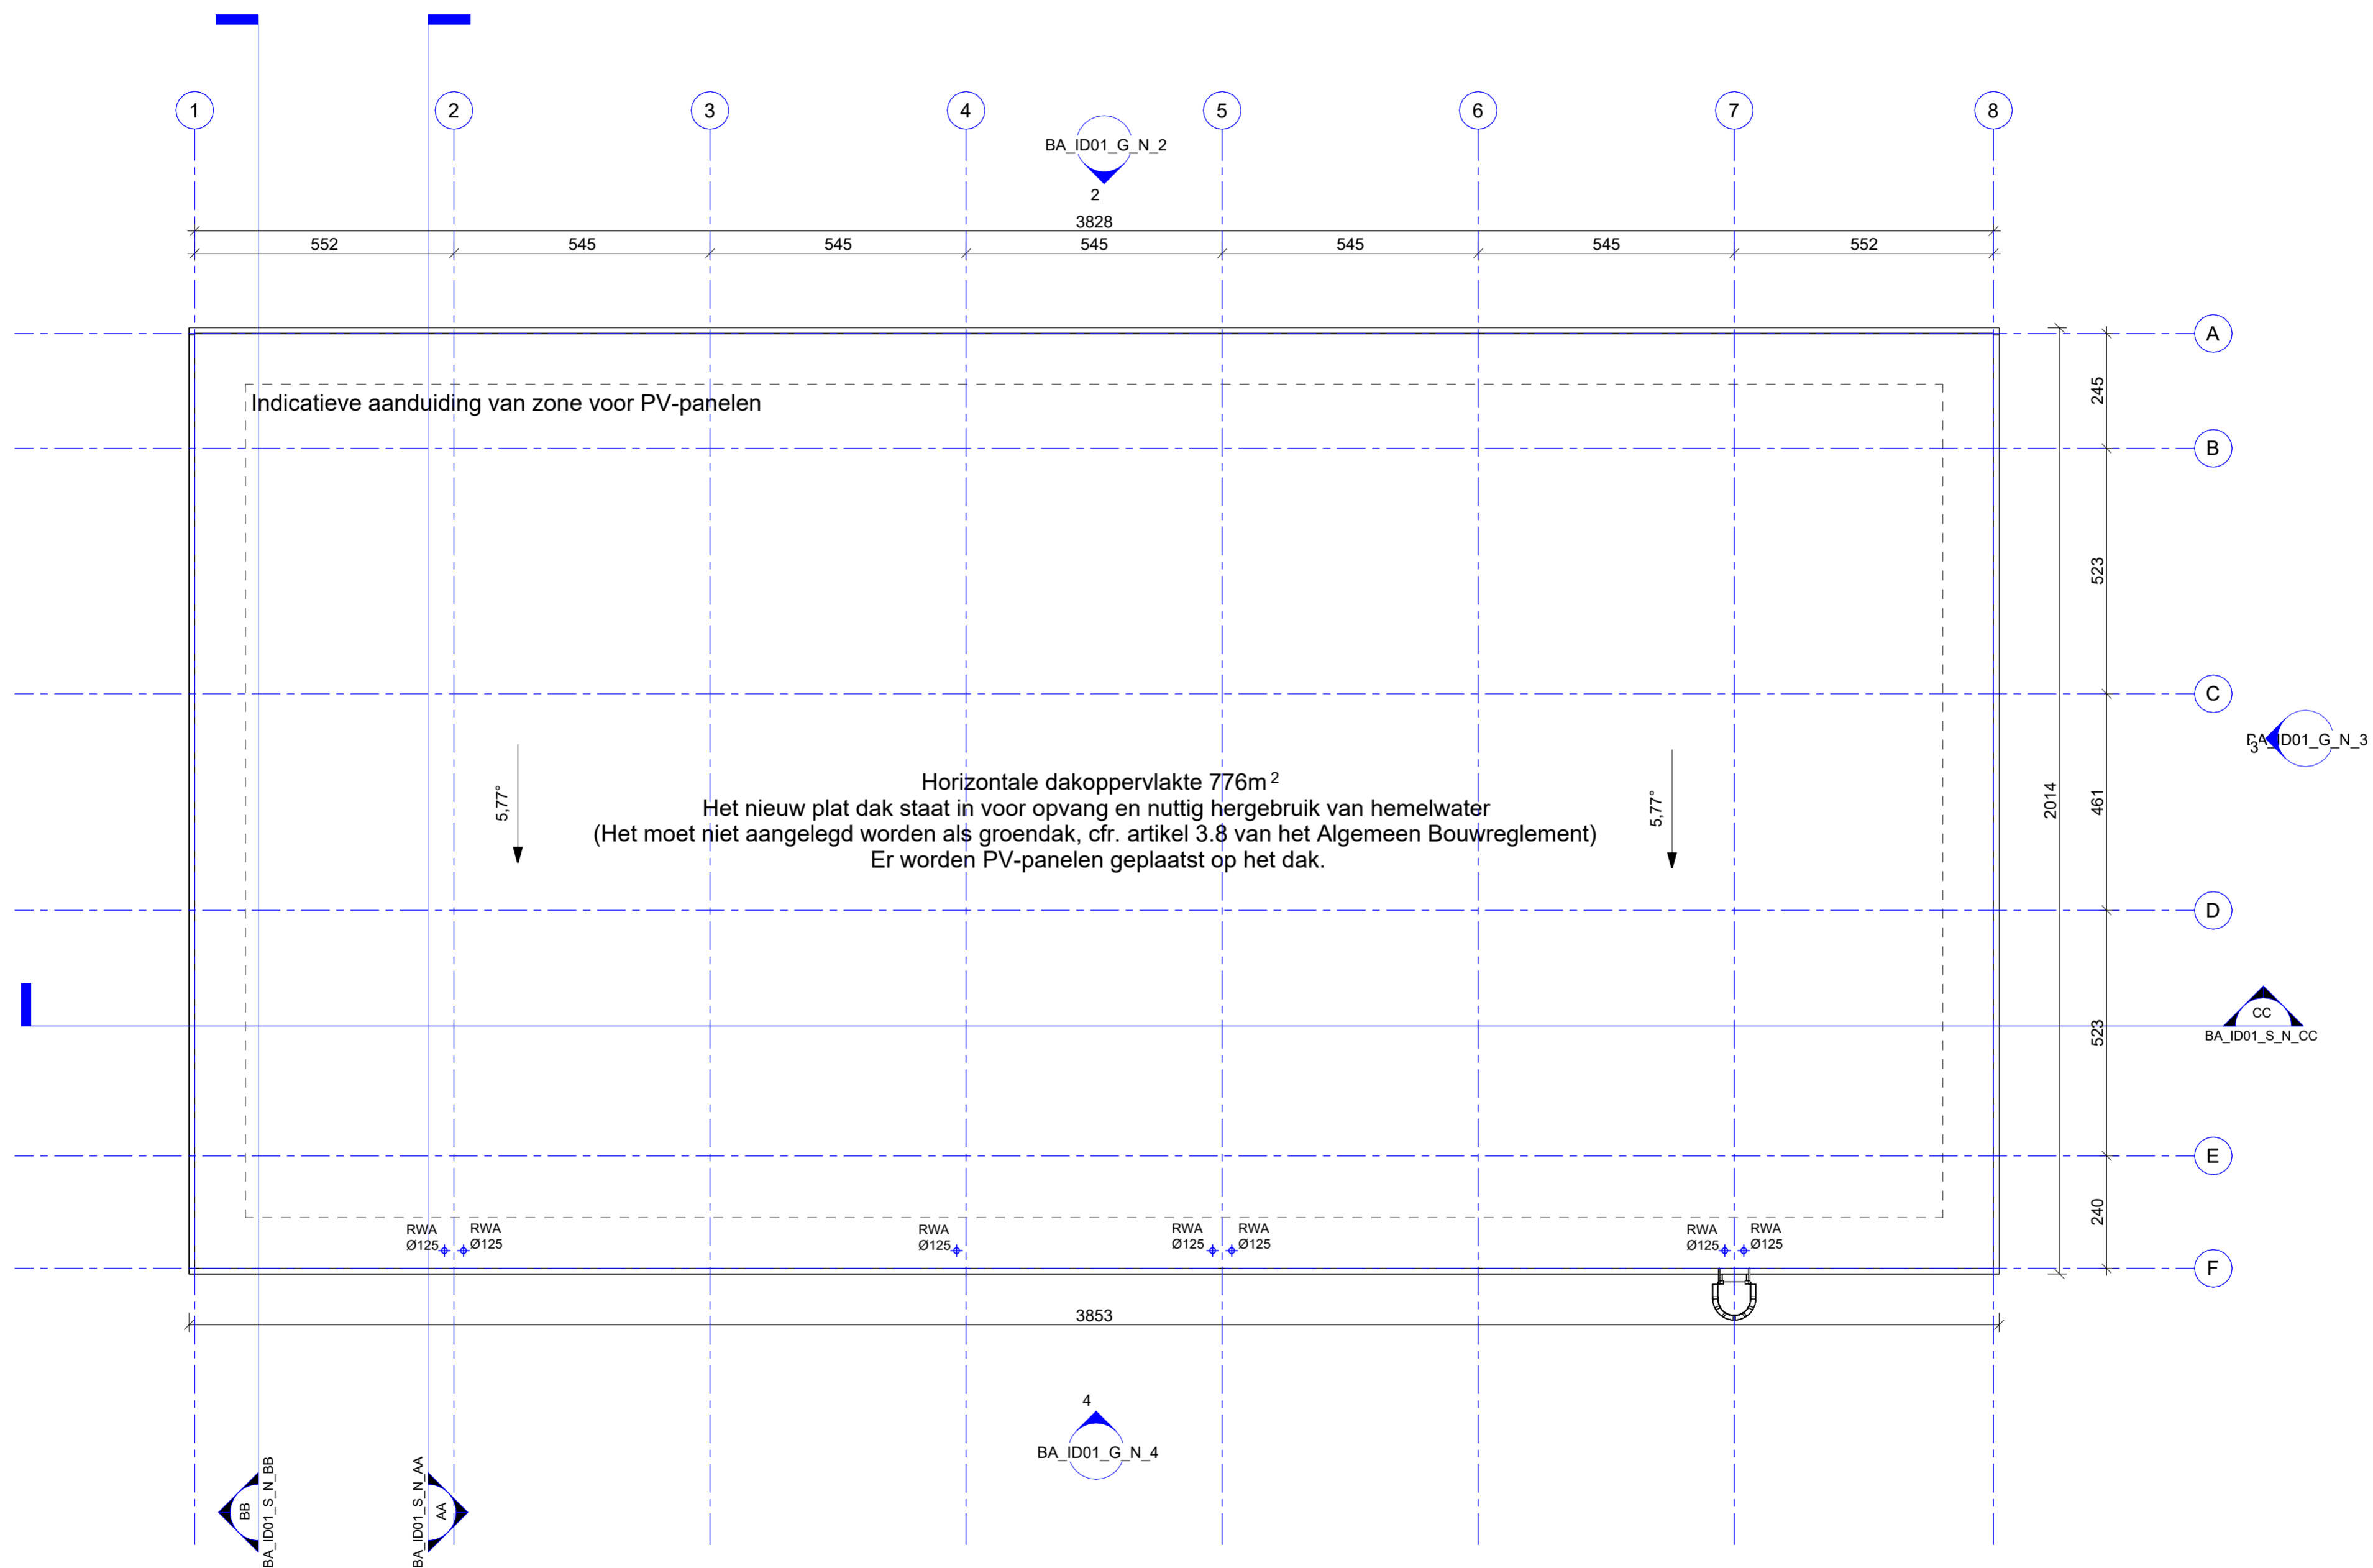 1
2
3
4
5
6
7
8
BA_ID01_G_N_2
2
3828
552
545
545
545
545
545
552
A
Indicatieve aanduiding van zone voor PV-panelen
245
B
523
C
BA_ID01_G_N_3
3
Horizontale dakoppervlakte 776m²
Het nieuw plat dak staat in voor opvang en nuttig hergebruik van hemelwater
(Het moet niet aangelegd worden als groendak, cfr. artikel 3.8 van het Algemeen Bouwreglement)
Er worden PV-panelen geplaatst op het dak.
5,77°
5,77°
2014
461
D
CC
BA_ID01_S_N_CC
523
E
240
RWA
Ø125
RWA
Ø125
RWA
Ø125
RWA
Ø125
RWA
Ø125
RWA
Ø125
RWA
Ø125
F
3853
4
BA_ID01_G_N_4
BB
BA_ID01_S_N_BB
BA_ID01_S_N_AA
AA